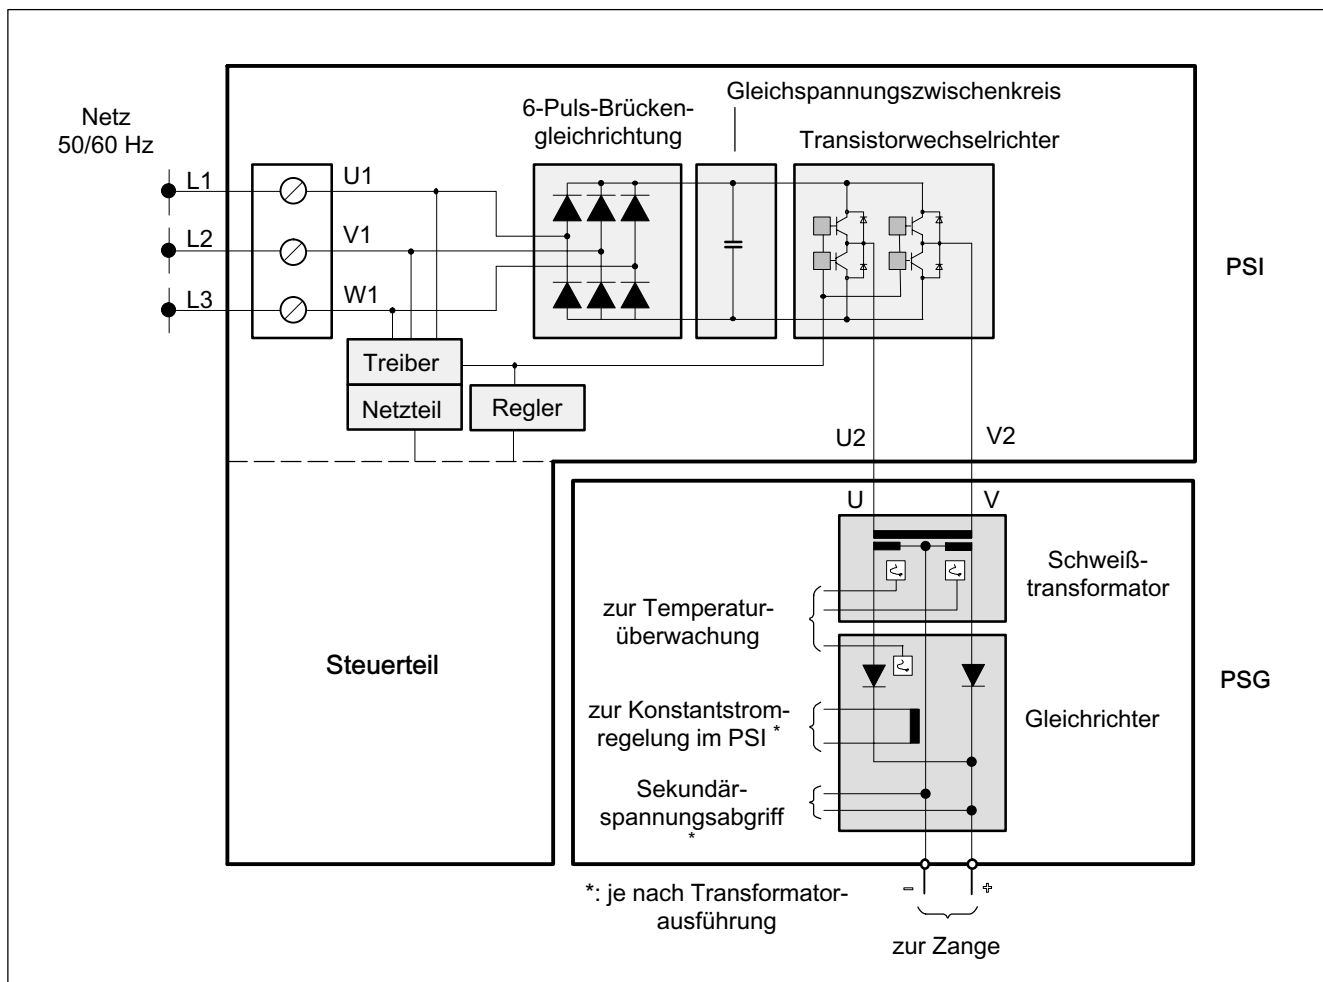 Netz
50/60 Hz
6-Puls-Brücken-
gleichrichtung
Gleichspannungszwischenkreis
Transistorwechselrichter
L1
U1
L2
V1
L3
W1
PSI
Treiber
Netzteil
Regler
U2
V2
U
V
Schweiß-
transformator
zur Temperatur-
überwachung
Steuerteil
PSG
zur Konstantstrom-
regelung im PSI *
Gleichrichter
Sekundär-
spannungsabgriff
*
*: je nach Transformator-
ausführung
- +
zur Zange